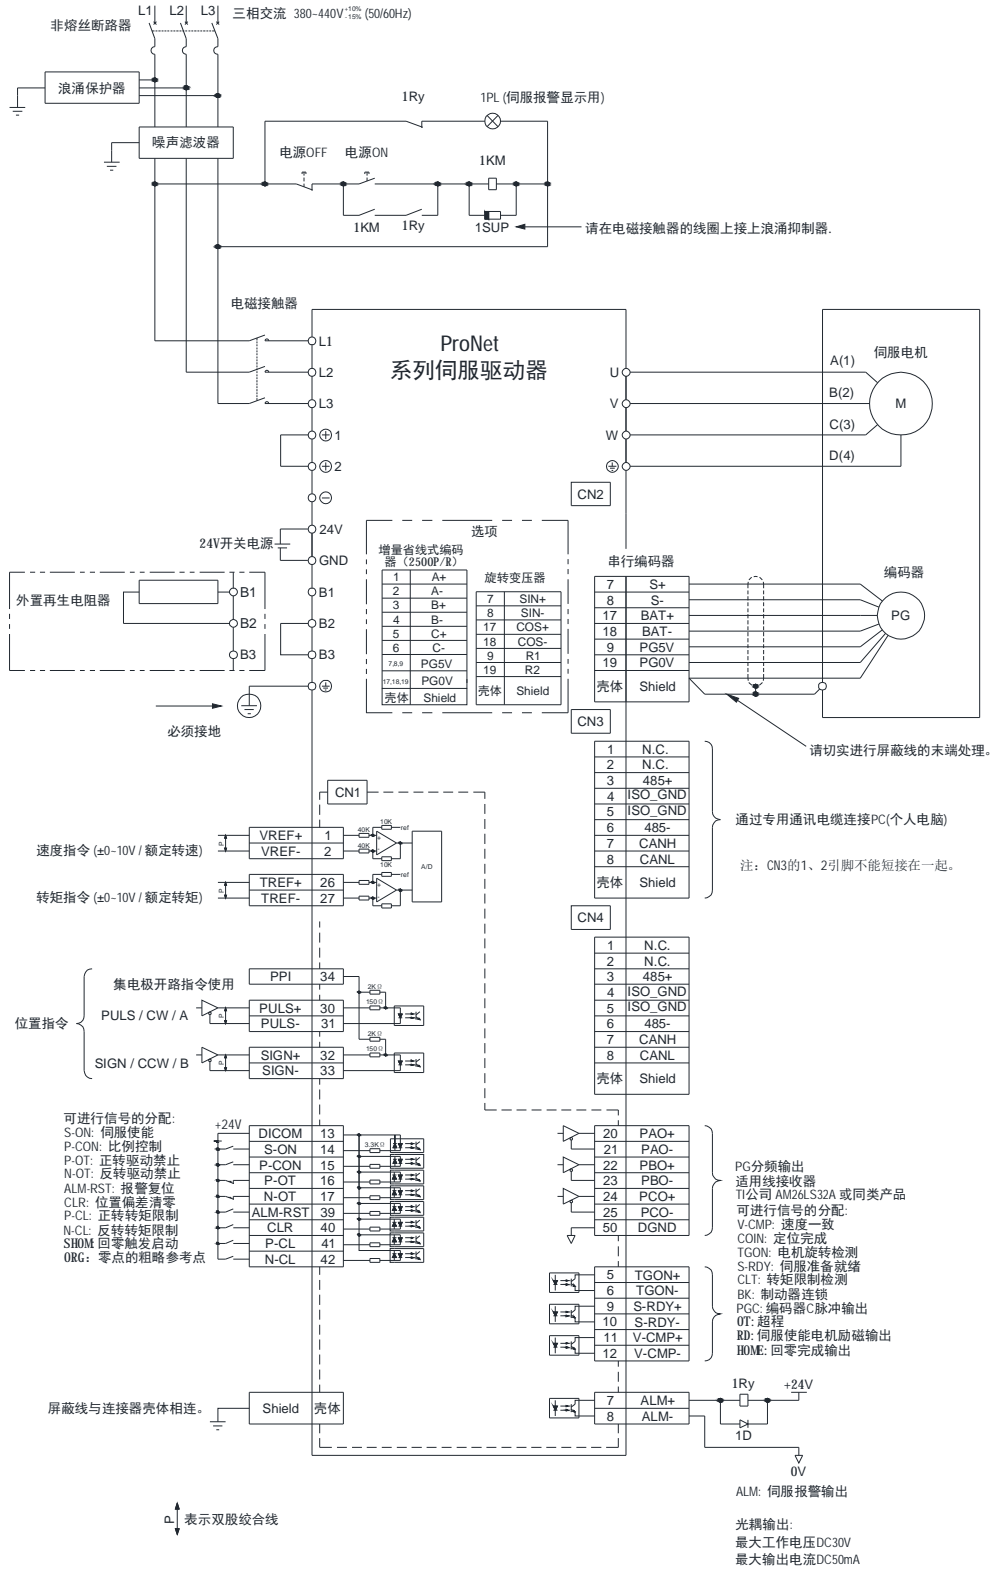 L1 L2 L3 三相交流 380~440V +10% -15% (50/60Hz)
非熔丝断路器
浪涌保护器
噪声滤波器
1Ry 1PL (伺服报警显示用)
电源OFF 电源ON 1KM
1KM 1Ry 1SUP 请在电磁接触器的线圈上接上浪涌抑制器.
电磁接触器
ProNet
系列伺服驱动器
L1
L2
L3
1
2
24V
GND
24V开关电源
外置再生电阻器
B1
B2
B3
B1
B2
B3
必须接地
U
V
W
A(1)
B(2)
C(3)
D(4)
伺服电机
M
CN2
选项
增量省线式编码
器（2500P/R）
1 A+
2 A-
3 B+
4 B-
5 C+
6 C-
7,8,9 PG5V
17,18,19 PG0V
壳体 Shield
旋转变压器
7 SIN+
8 SIN-
17 COS+
18 COS-
9 R1
19 R2
壳体 Shield
串行编码器
7 S+
8 S-
17 BAT+
18 BAT-
9 PG5V
19 PG0V
壳体 Shield
编码器
PG
请切实进行屏蔽线的末端处理。
CN3
1 N.C.
2 N.C.
3 485+
4 ISO_GND
5 ISO_GND
6 485-
7 CANH
8 CANL
壳体 Shield
通过专用通讯电缆连接PC(个人电脑)
注：CN3的1、2引脚不能短接在一起。
CN4
1 N.C.
2 N.C.
3 485+
4 ISO_GND
5 ISO_GND
6 485-
7 CANH
8 CANL
壳体 Shield
CN1
速度指令 (±0~10V / 额定转速) P
VREF+ 1
VREF- 2
40K 10K ref
40K 10K
A/D
转矩指令 (±0~10V / 额定转矩) P
TREF+ 26
TREF- 27
10K ref
位置指令
集电极开路指令使用
PPI 34
PULS / CW / A P
PULS+ 30
PULS- 31
2KΩ
150Ω
SIGN / CCW / B P
SIGN+ 32
SIGN- 33
2KΩ
150Ω
可进行信号的分配:
S-ON: 伺服使能
P-CON: 比例控制
P-OT: 正转驱动禁止
N-OT: 反转驱动禁止
ALM-RST: 报警复位
CLR: 位置偏差清零
P-CL: 正转转矩限制
N-CL: 反转转矩限制
SHOM: 回零触发启动
ORG: 零点的粗略参考点
+24V
DICOM 13
S-ON 14
P-CON 15
P-OT 16
N-OT 17
ALM-RST 39
CLR 40
P-CL 41
N-CL 42
3.3KΩ
20 PAO+
21 PAO-
22 PBO+
23 PBO-
24 PCO+
25 PCO-
50 DGND
PG分频输出
适用线接收器
TI公司 AM26LS32A 或同类产品
可进行信号的分配:
V-CMP: 速度一致
COIN: 定位完成
TGON: 电机旋转检测
S-RDY: 伺服准备就绪
CLT: 转矩限制检测
BK: 制动器连锁
PGC: 编码器C脉冲输出
OT: 超程
RD: 伺服使能电机励磁输出
HOME: 回零完成输出
5 TGON+
6 TGON-
9 S-RDY+
10 S-RDY-
11 V-CMP+
12 V-CMP-
屏蔽线与连接器壳体相连。
Shield 壳体
7 ALM+
8 ALM-
1Ry +24V
1D
0V
ALM: 伺服报警输出
P 表示双股绞合线
光耦输出:
最大工作电压DC30V
最大输出电流DC50mA